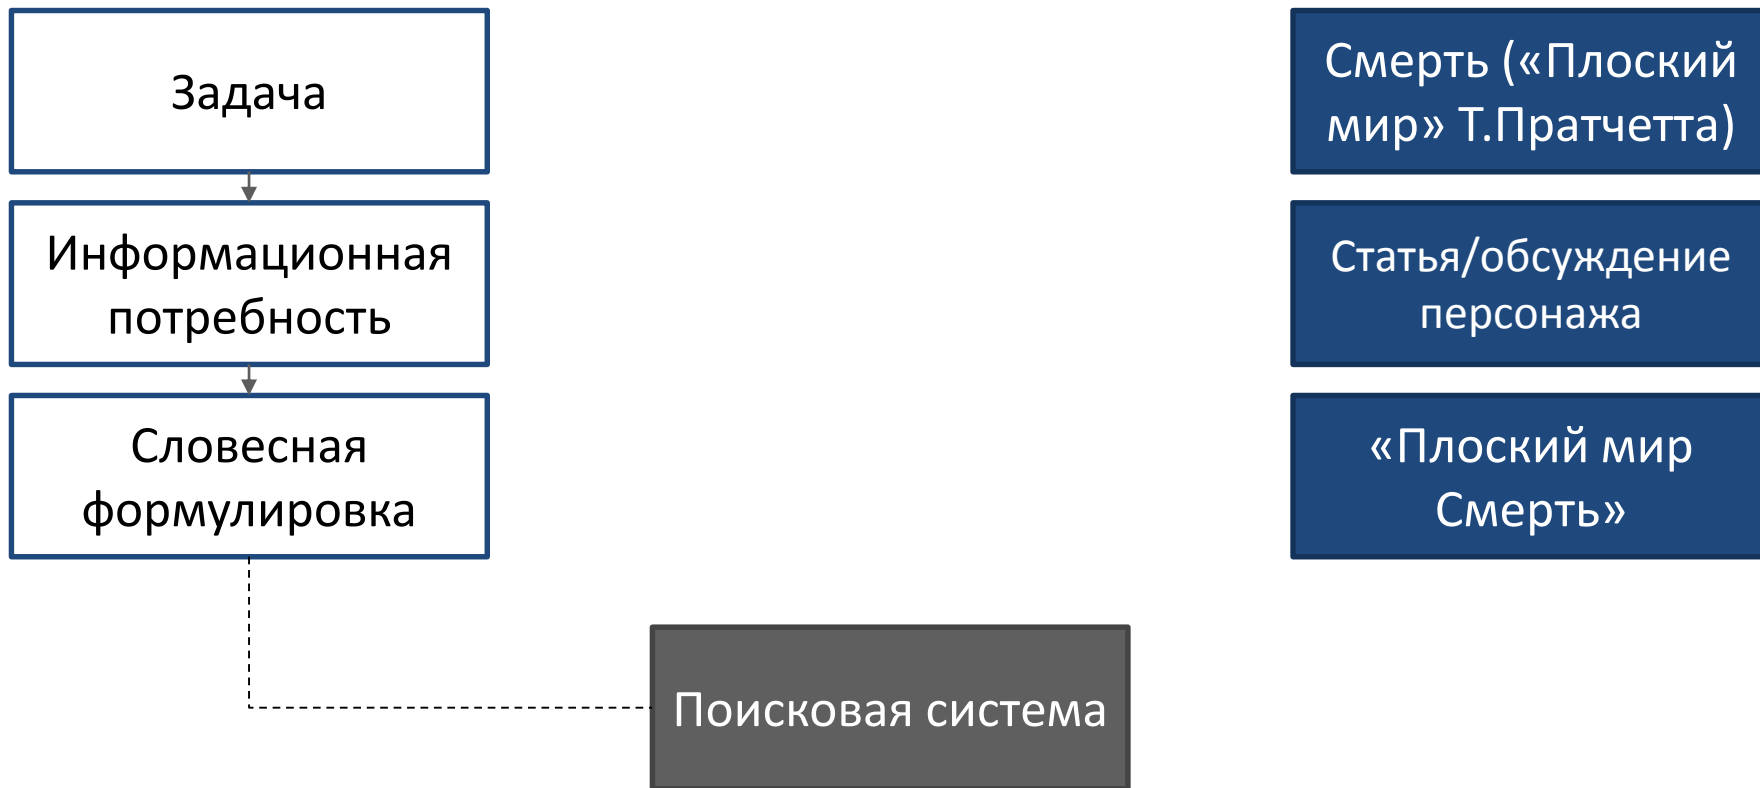 Задача
Информационная
потребность
Словесная
формулировка
Поисковая система
Смерть («Плоский
мир» Т.Пратчетта)
Статья/обсуждение
персонажа
«Плоский мир
Смерть»